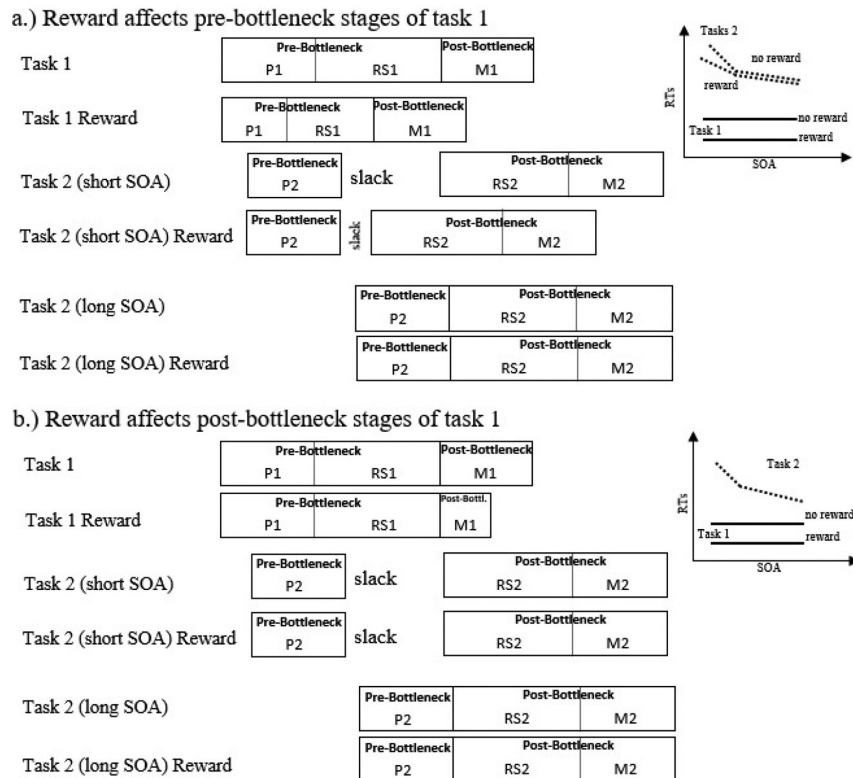 a.) Reward affects pre-bottleneck stages of task 1
Task 1
Pre-Bottleneck
Post-Bottleneck
P1
RS1
M1
Task 1 Reward
Pre-Bottleneck
Post-Bottleneck
P1
RS1
M1
Task 2 (short SOA)
Pre-Bottleneck
P2
slack
Post-Bottleneck
RS2
M2
Task 2 (short SOA) Reward
Pre-Bottleneck
P2
slack
Post-Bottleneck
RS2
M2
Task 2 (long SOA)
Pre-Bottleneck
Post-Bottleneck
P2
RS2
M2
Task 2 (long SOA) Reward
Pre-Bottleneck
Post-Bottleneck
P2
RS2
M2
Tasks 2
no reward
reward
RTs
no reward
Task 1
reward
SOA
b.) Reward affects post-bottleneck stages of task 1
Task 1
Pre-Bottleneck
Post-Bottleneck
P1
RS1
M1
Task 1 Reward
Pre-Bottleneck
Post-Bottl.
P1
RS1
M1
Task 2 (short SOA)
Pre-Bottleneck
P2
slack
Post-Bottleneck
RS2
M2
Task 2 (short SOA) Reward
Pre-Bottleneck
P2
slack
Post-Bottleneck
RS2
M2
Task 2 (long SOA)
Pre-Bottleneck
Post-Bottleneck
P2
RS2
M2
Task 2 (long SOA) Reward
Pre-Bottleneck
Post-Bottleneck
P2
RS2
M2
Task 2
RTs
no reward
Task 1
reward
SOA